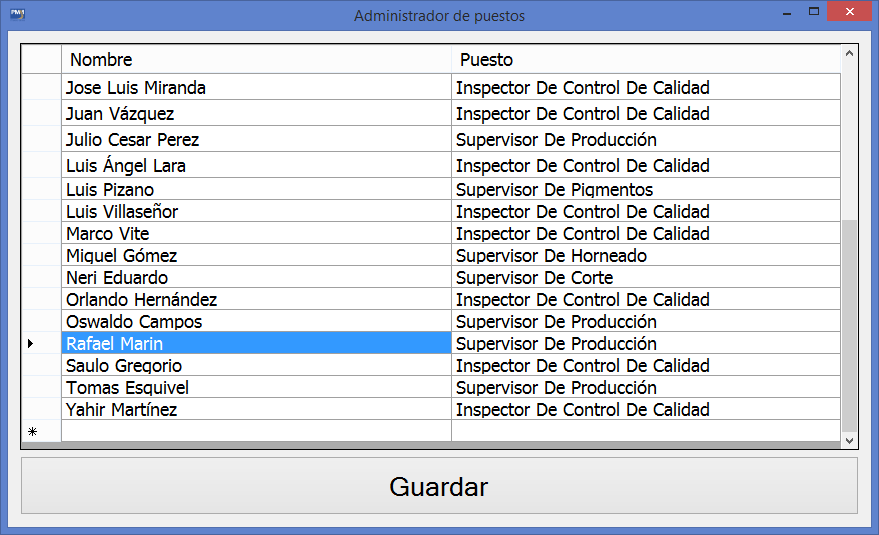 Administrador de puestos
Nombre Puesto
Jose Luis Miranda Inspector De Control De Calidad
Juan Vázquez Inspector De Control De Calidad
Julio Cesar Perez Supervisor De Producción
Luis Ángel Lara Inspector De Control De Calidad
Luis Pizano Supervisor De Pigmentos
Luis Villaseñor Inspector De Control De Calidad
Marco Vite Inspector De Control De Calidad
Miguel Gómez Supervisor De Horneado
Neri Eduardo Supervisor De Corte
Orlando Hernández Inspector De Control De Calidad
Oswaldo Campos Supervisor De Producción
Rafael Marin Supervisor De Producción
Saulo Gregorio Inspector De Control De Calidad
Tomas Esquivel Supervisor De Producción
Yahir Martínez Inspector De Control De Calidad
Guardar